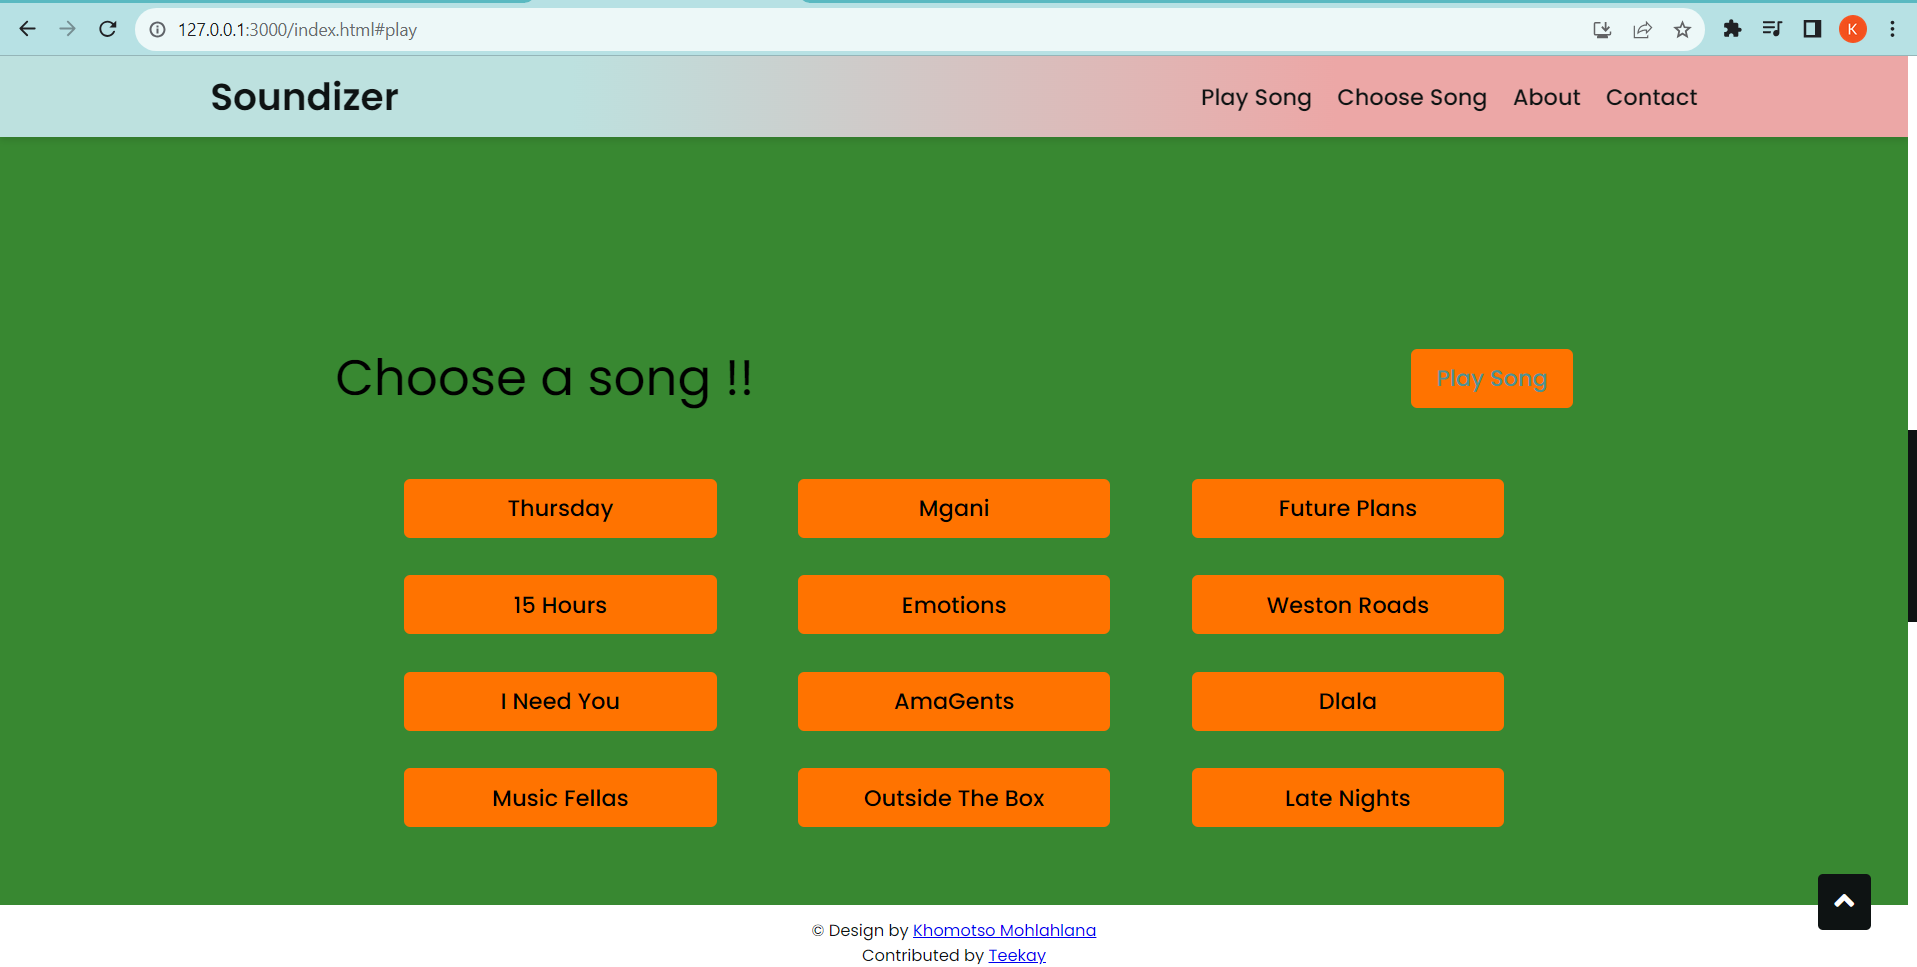 127.0.0.1:3000/index.html#play
K
Soundizer
Play Song
Choose Song
About
Contact
Choose a song !!
Play Song
Thursday
Mgani
Future Plans
15 Hours
Emotions
Weston Roads
I Need You
AmaGents
Dlala
Music Fellas
Outside The Box
Late Nights
© Design by Khomotso Mohlahlana
Contributed by Teekay